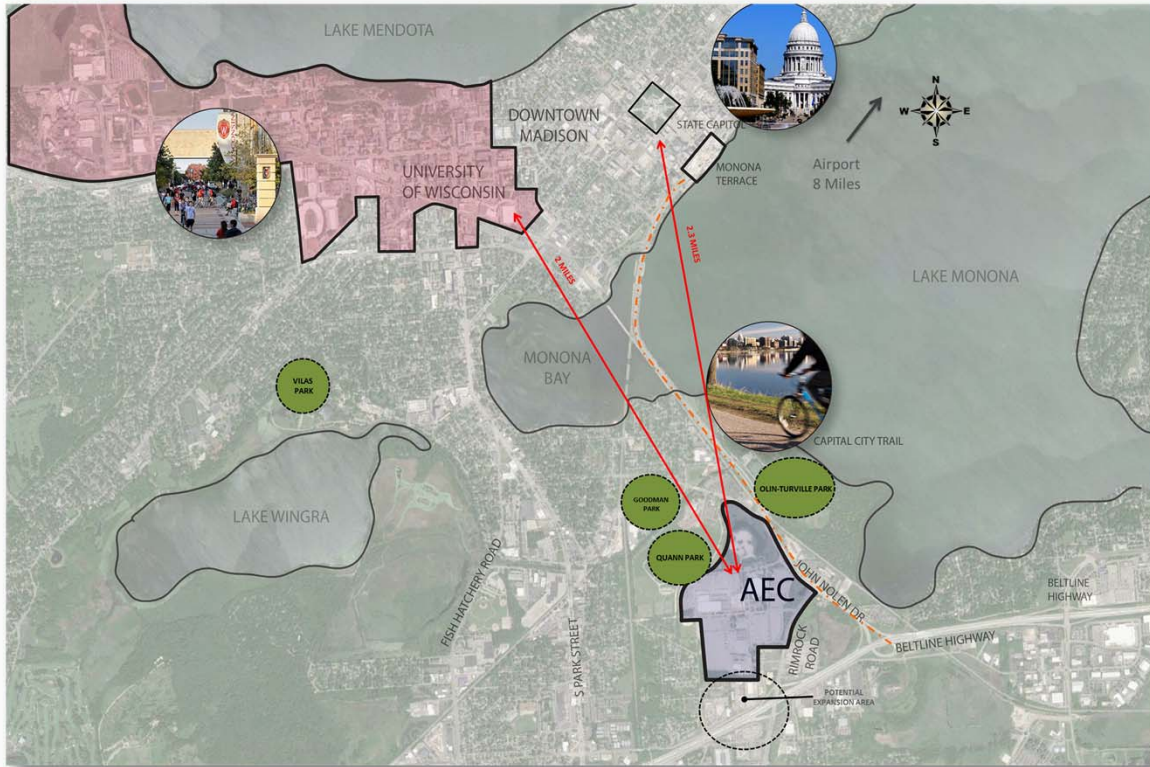 LAKE MENDOTA
N
W
E
S
DOWNTOWN
MADISON
STATE CAPITOL
MONONA
TERRACE
Airport
8 Miles
UNIVERSITY
OF WISCONSIN
W
2 MILES
2.3 MILES
LAKE MONONA
MONONA
BAY
VILAS
PARK
CAPITAL CITY TRAIL
LAKE WINGRA
GOODMAN
PARK
OLIN-TURVILLE PARK
QUANN PARK
AEC
JOHN NOLEN DR
FISH HATCHERY ROAD
S PARK STREET
RIMROCK
ROAD
BELTLINE
HIGHWAY
BELTLINE HIGHWAY
POTENTIAL
EXPANSION AREA